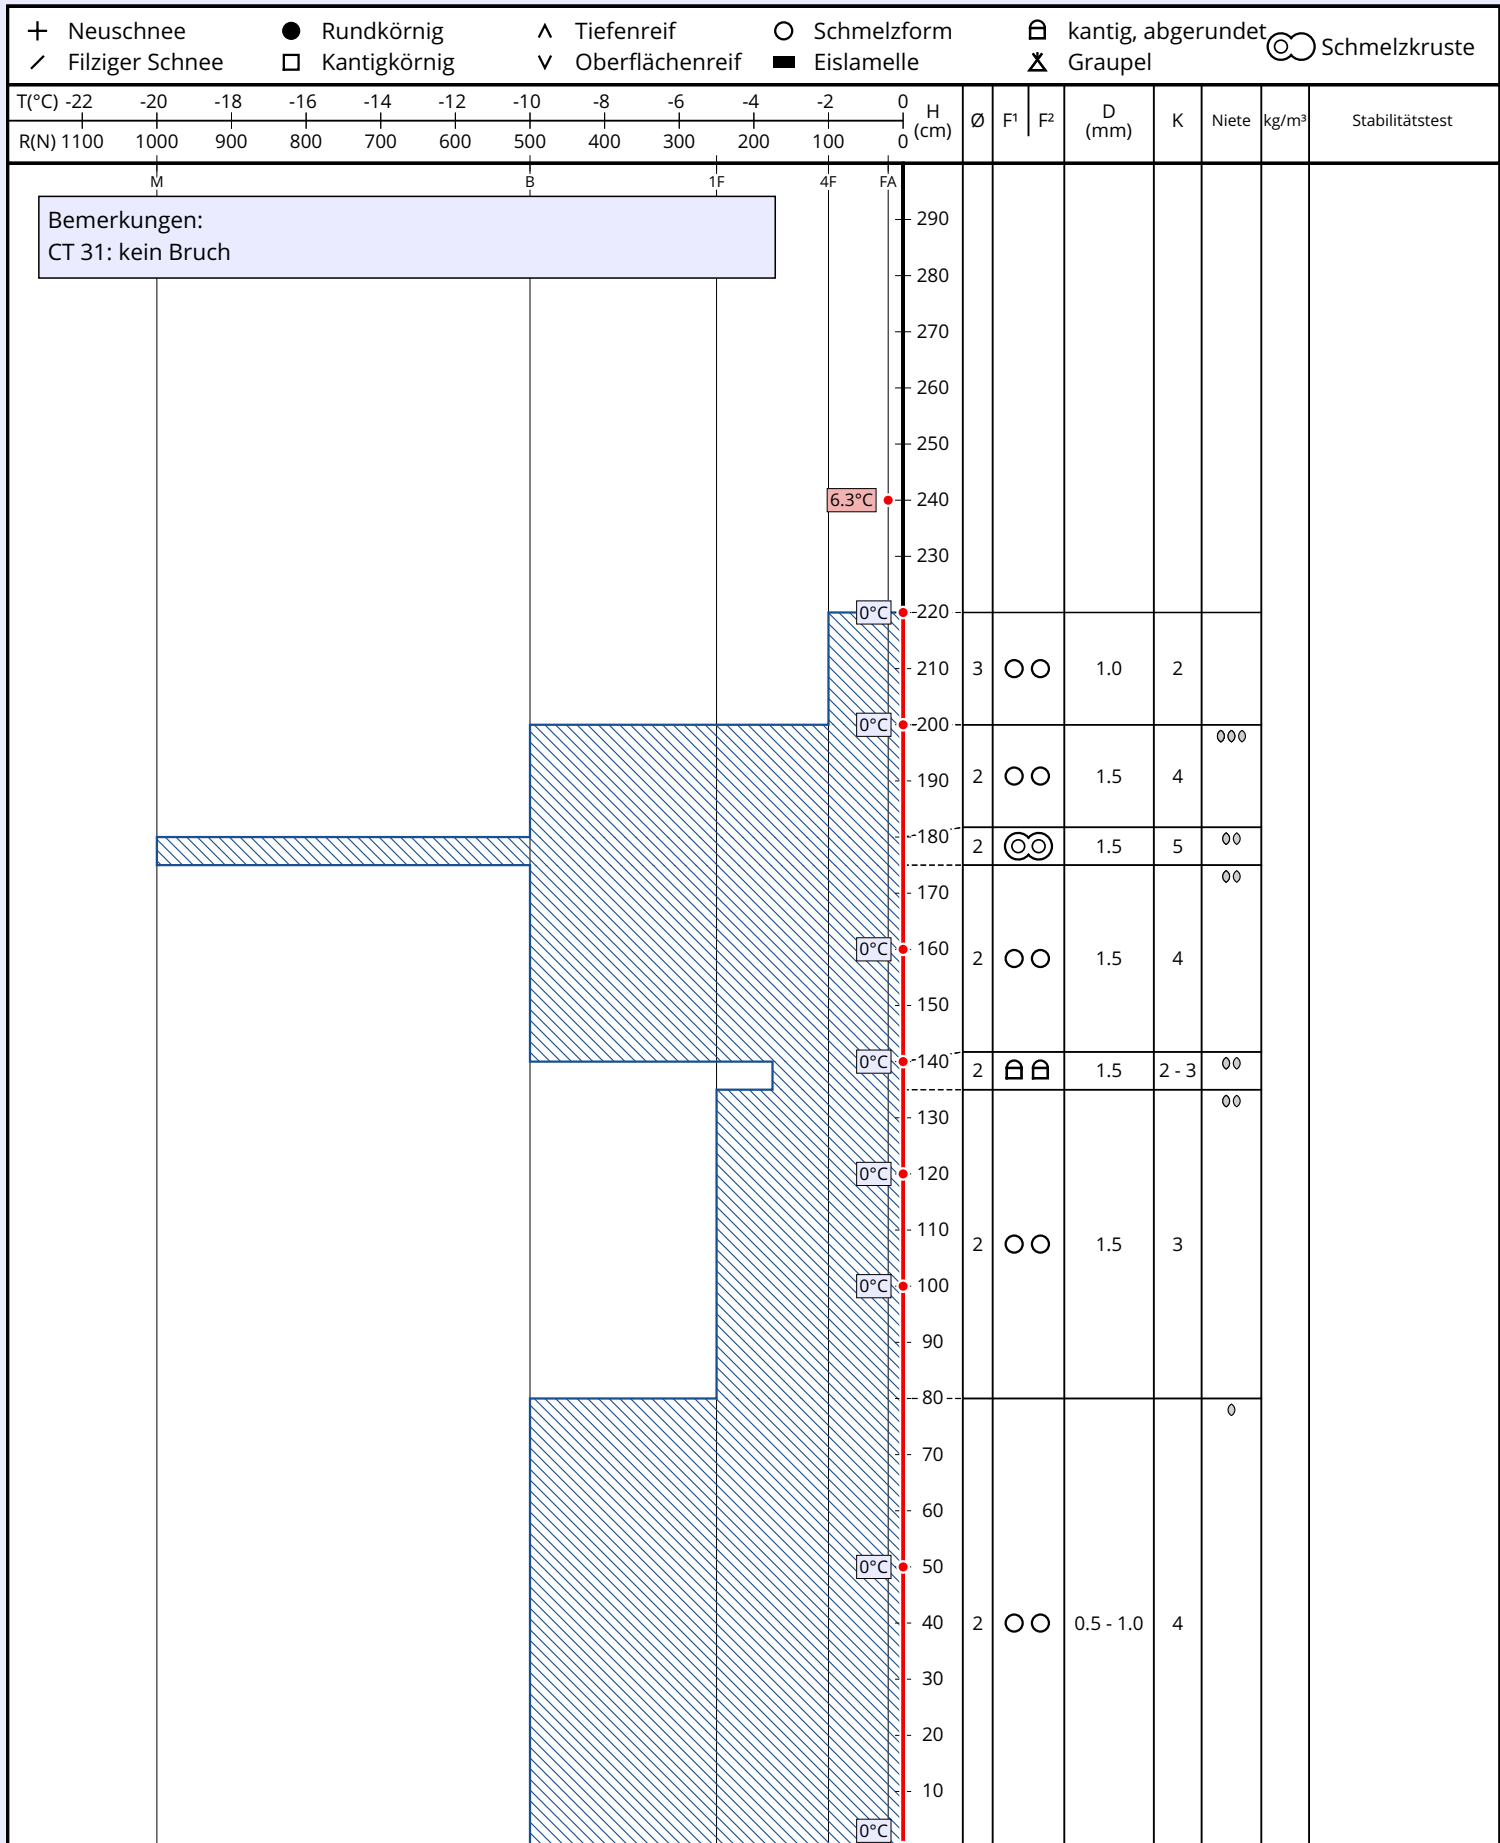 Neuschnee Rundkörnig Tiefenreif Schmelzform kantig, abgerundet Schmelzkruste
Filziger Schnee Kantigkörnig Oberflächenreif Eislamelle Graupel
T(°C) -22 -20 -18 -16 -14 -12 -10 -8 -6 -4 -2 0
R(N) 1100 1000 900 800 700 600 500 400 300 200 100 0
H (cm) Ø F¹ F² D (mm) K Niete kg/m³ Stabilitätstest
M B 1F 4F FA
Bemerkungen:
CT 31: kein Bruch
290
280
270
260
250
6.3°C 240
230
0°C 220
210 3 1.0 2
0°C 200
190 2 1.5 4
180
2 1.5 5
170
0°C 160 2 1.5 4
150
0°C 140
2 1.5 2 - 3
130
0°C 120
110 2 1.5 3
0°C 100
90
80
70
60
0°C 50
40 2 0.5 - 1.0 4
30
20
10
0°C